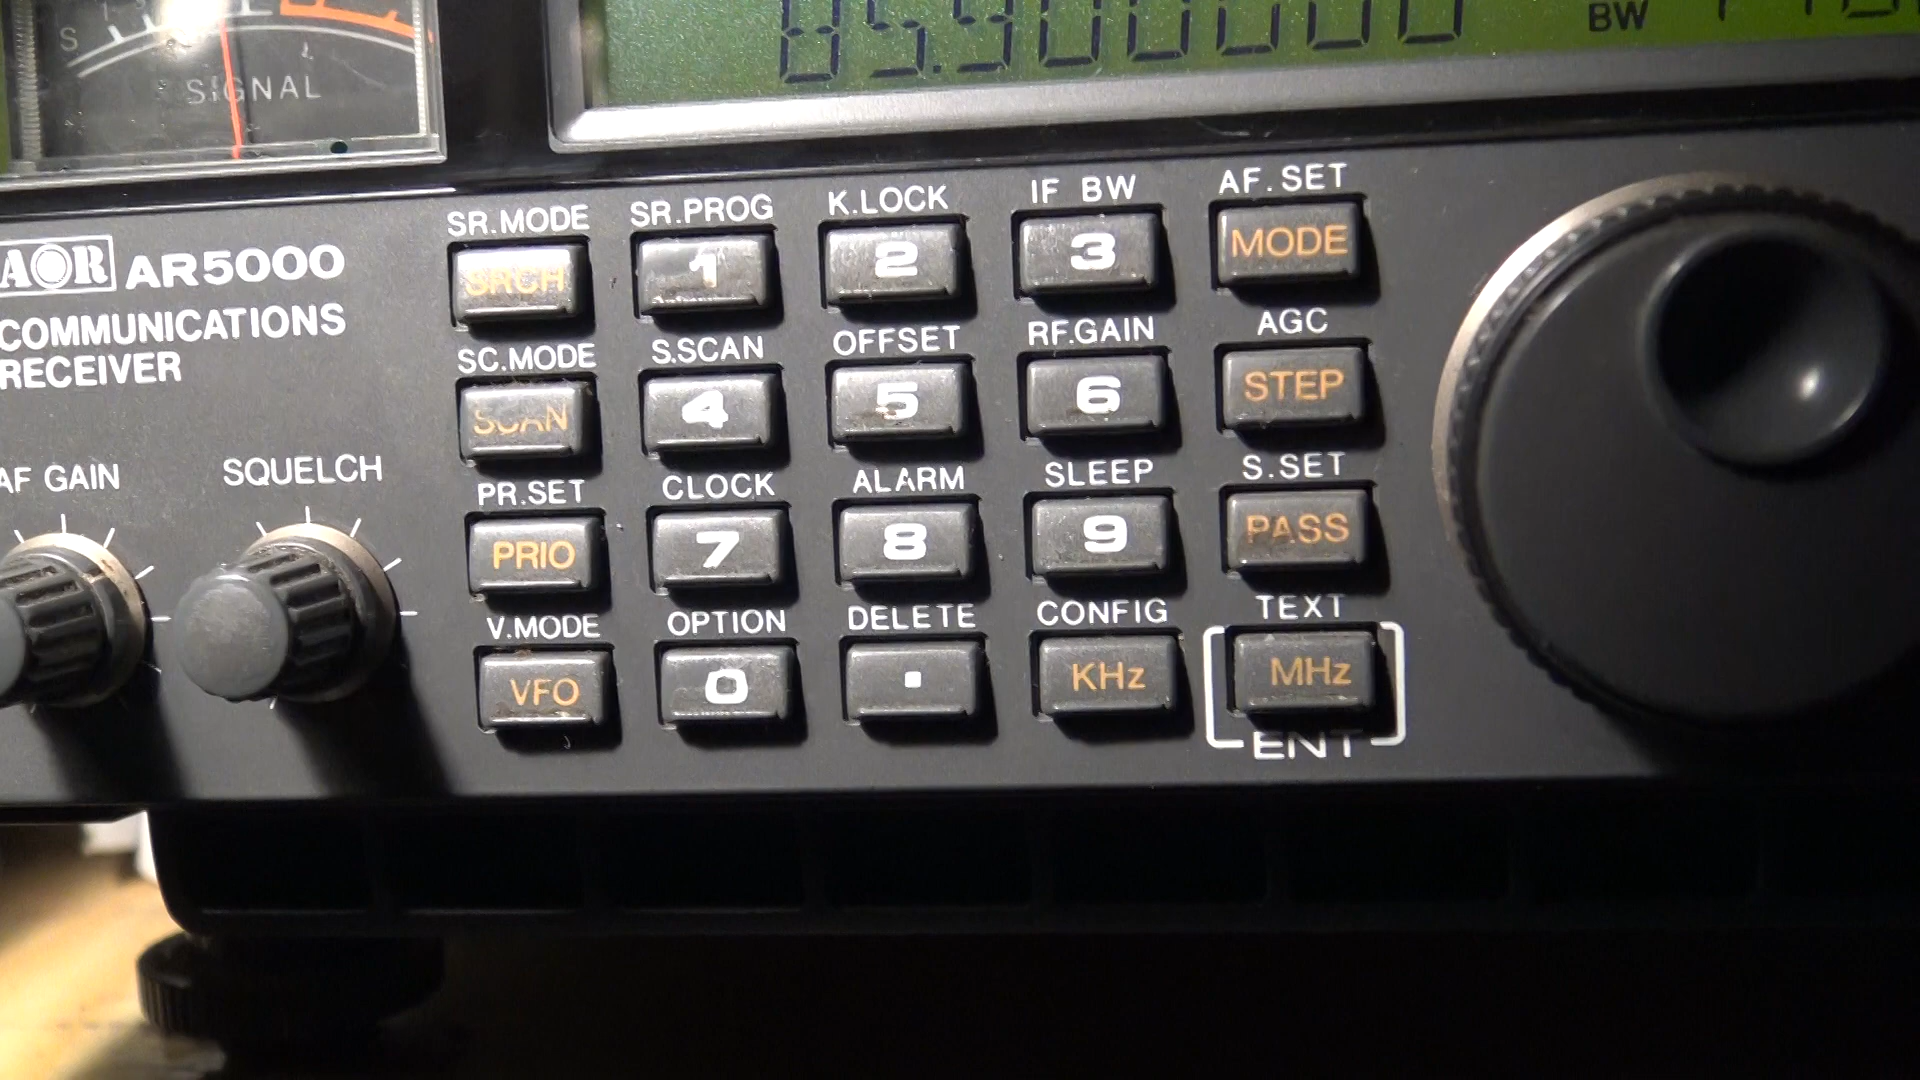 S
SIGNAL
85.900000
BW
AOR AR5000
COMMUNICATIONS
RECEIVER
AF GAIN
SQUELCH
SR.MODE SR.PROG K.LOCK IF BW AF.SET
SRCH 1 2 3 MODE
SC.MODE S.SCAN OFFSET RF.GAIN AGC
SCAN 4 5 6 STEP
PR.SET CLOCK ALARM SLEEP S.SET
PRIO 7 8 9 PASS
V.MODE OPTION DELETE CONFIG TEXT
VFO 0 . KHz MHz
ENT